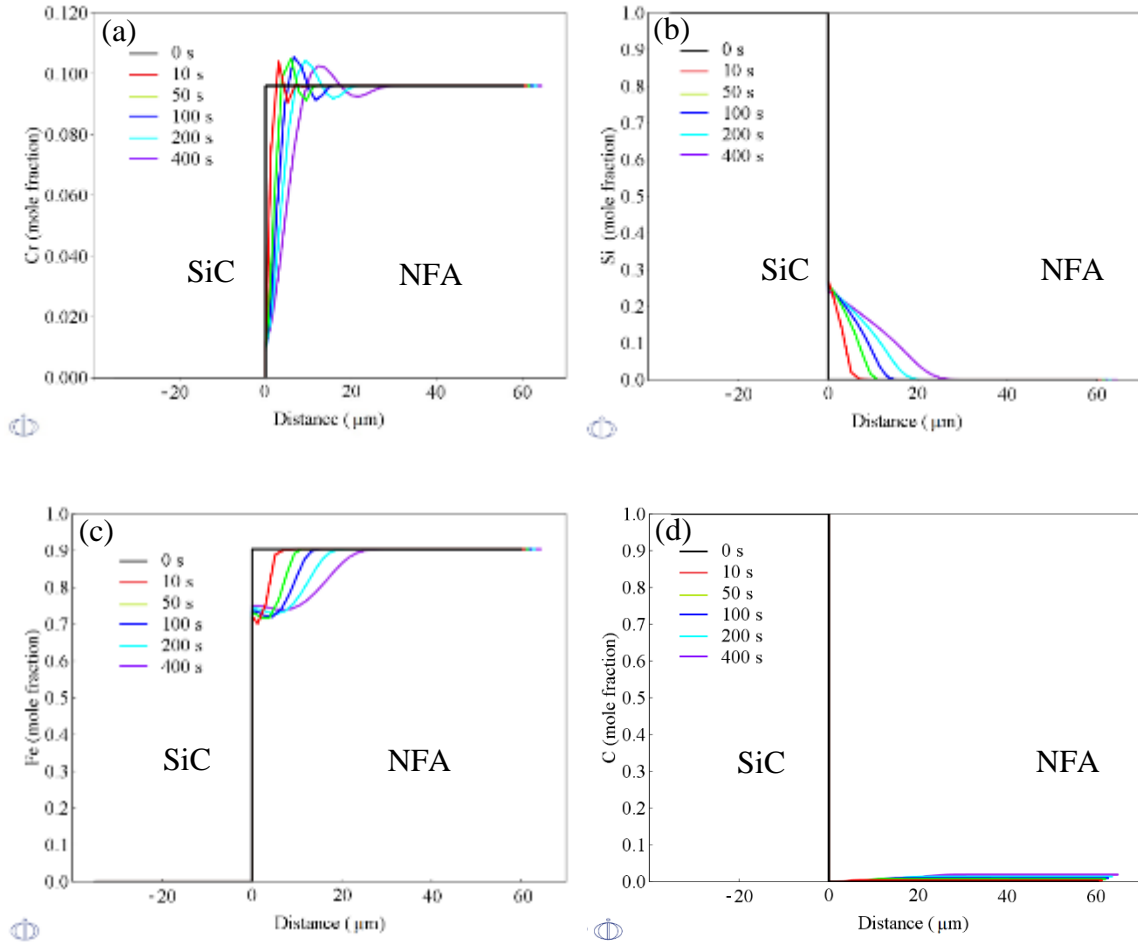 (a)
0.120
0.100
0.080
0.060
0.040
0.020
0.000
Cr (mole fraction)
0 s
10 s
50 s
100 s
200 s
400 s
SiC
NFA
-20
0
20
40
60
Distance (μm)
(b)
1.0
0.9
0.8
0.7
0.6
0.5
0.4
0.3
0.2
0.1
0.0
Si (mole fraction)
0 s
10 s
50 s
100 s
200 s
400 s
SiC
NFA
-20
0
20
40
60
Distance (μm)
(c)
1.0
0.9
0.8
0.7
0.6
0.5
0.4
0.3
0.2
0.1
0.0
Fe (mole fraction)
0 s
10 s
50 s
100 s
200 s
400 s
SiC
NFA
-20
0
20
40
60
Distance (μm)
(d)
1.0
0.9
0.8
0.7
0.6
0.5
0.4
0.3
0.2
0.1
0.0
C (mole fraction)
0 s
10 s
50 s
100 s
200 s
400 s
SiC
NFA
-20
0
20
40
60
Distance (μm)